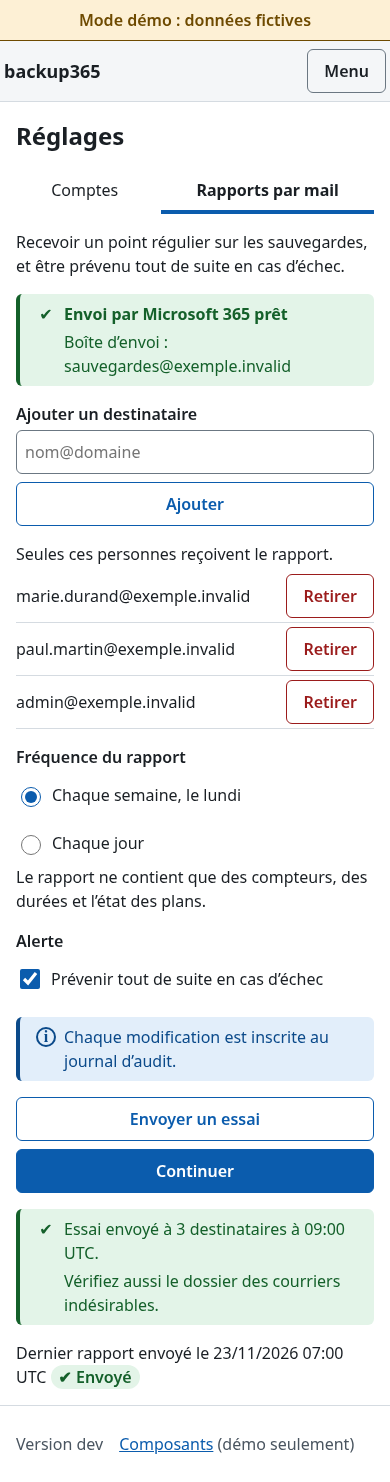 Mode démo : données fictives
backup365
Menu
Réglages
Comptes
Rapports par mail
Recevoir un point régulier sur les sauvegardes,
et être prévenu tout de suite en cas d’échec.
✔ Envoi par Microsoft 365 prêt
Boîte d’envoi :
sauvegardes@exemple.invalid
Ajouter un destinataire
nom@domaine
Ajouter
Seules ces personnes reçoivent le rapport.
marie.durand@exemple.invalid
Retirer
paul.martin@exemple.invalid
Retirer
admin@exemple.invalid
Retirer
Fréquence du rapport
Chaque semaine, le lundi
Chaque jour
Le rapport ne contient que des compteurs, des
durées et l’état des plans.
Alerte
Prévenir tout de suite en cas d’échec
Chaque modification est inscrite au
journal d’audit.
Envoyer un essai
Continuer
✔ Essai envoyé à 3 destinataires à 09:00
UTC.
Vérifiez aussi le dossier des courriers
indésirables.
Dernier rapport envoyé le 23/11/2026 07:00
UTC ✔ Envoyé
Version dev Composants (démo seulement)